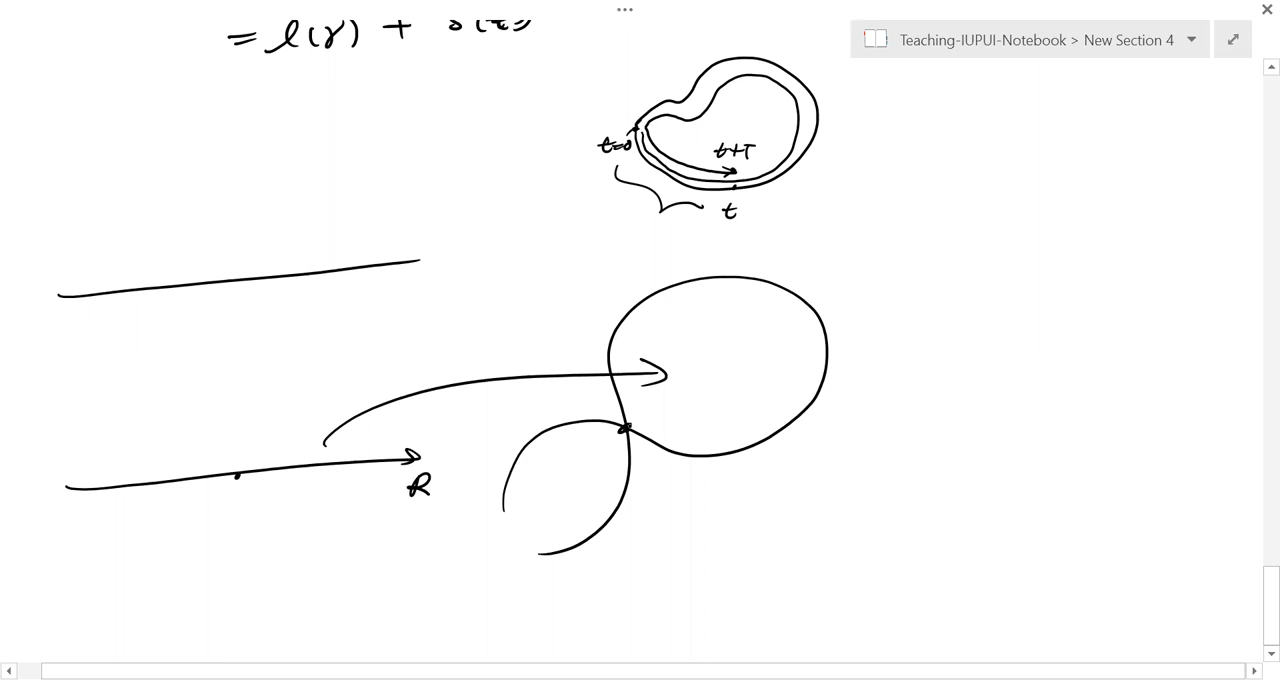 Teaching-IUPUI-Notebook > New Section 4
= l(γ) +
t=0
t+T
t
R